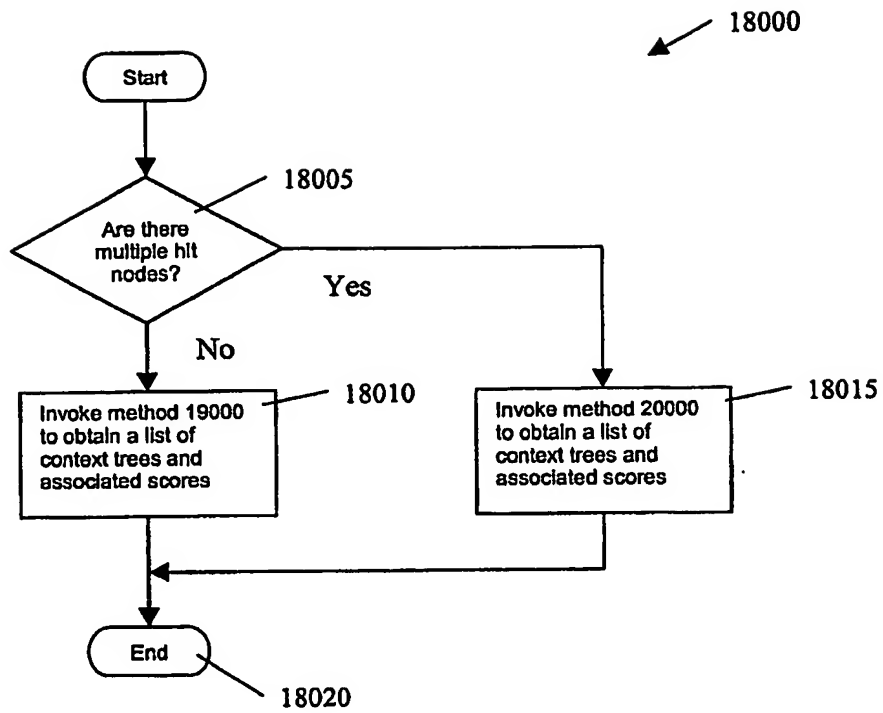 18000
Start
18005
Are there
multiple hit
nodes?
Yes
No
18010
Invoke method 19000
to obtain a list of
context trees and
associated scores
18015
Invoke method 20000
to obtain a list of
context trees and
associated scores
End
18020